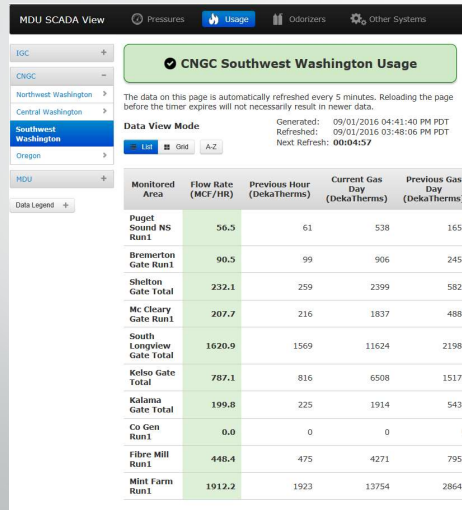 MDU SCADA View
Pressures
Usage
Odorizers
Other Systems
IGC +
CNGC −
Northwest Washington >
Central Washington >
Southwest
Washington
Oregon >
MDU +
Data Legend +
CNGC Southwest Washington Usage
The data on this page is automatically refreshed every 5 minutes. Reloading the page
before the timer expires will not necessarily result in newer data.
Data View Mode
List Grid A-Z
Generated: 09/01/2016 04:41:40 PM PDT
Refreshed: 09/01/2016 03:48:06 PM PDT
Next Refresh: 00:04:57
Monitored Area Flow Rate (MCF/HR) Previous Hour (DekaTherms) Current Gas Day (DekaTherms) Previous Gas Day (DekaTherms)
Puget Sound NS Run1 56.5 61 538 165
Bremerton Gate Run1 90.5 99 906 245
Shelton Gate Total 232.1 259 2399 582
Mc Cleary Gate Run1 207.7 216 1837 488
South Longview Gate Total 1620.9 1569 11624 2198
Kelso Gate Total 787.1 816 6508 1517
Kalama Gate Total 199.8 225 1914 543
Co Gen Run1 0.0 0 0
Fibre Mill Run1 448.4 475 4271 795
Mint Farm Run1 1912.2 1923 13754 2864